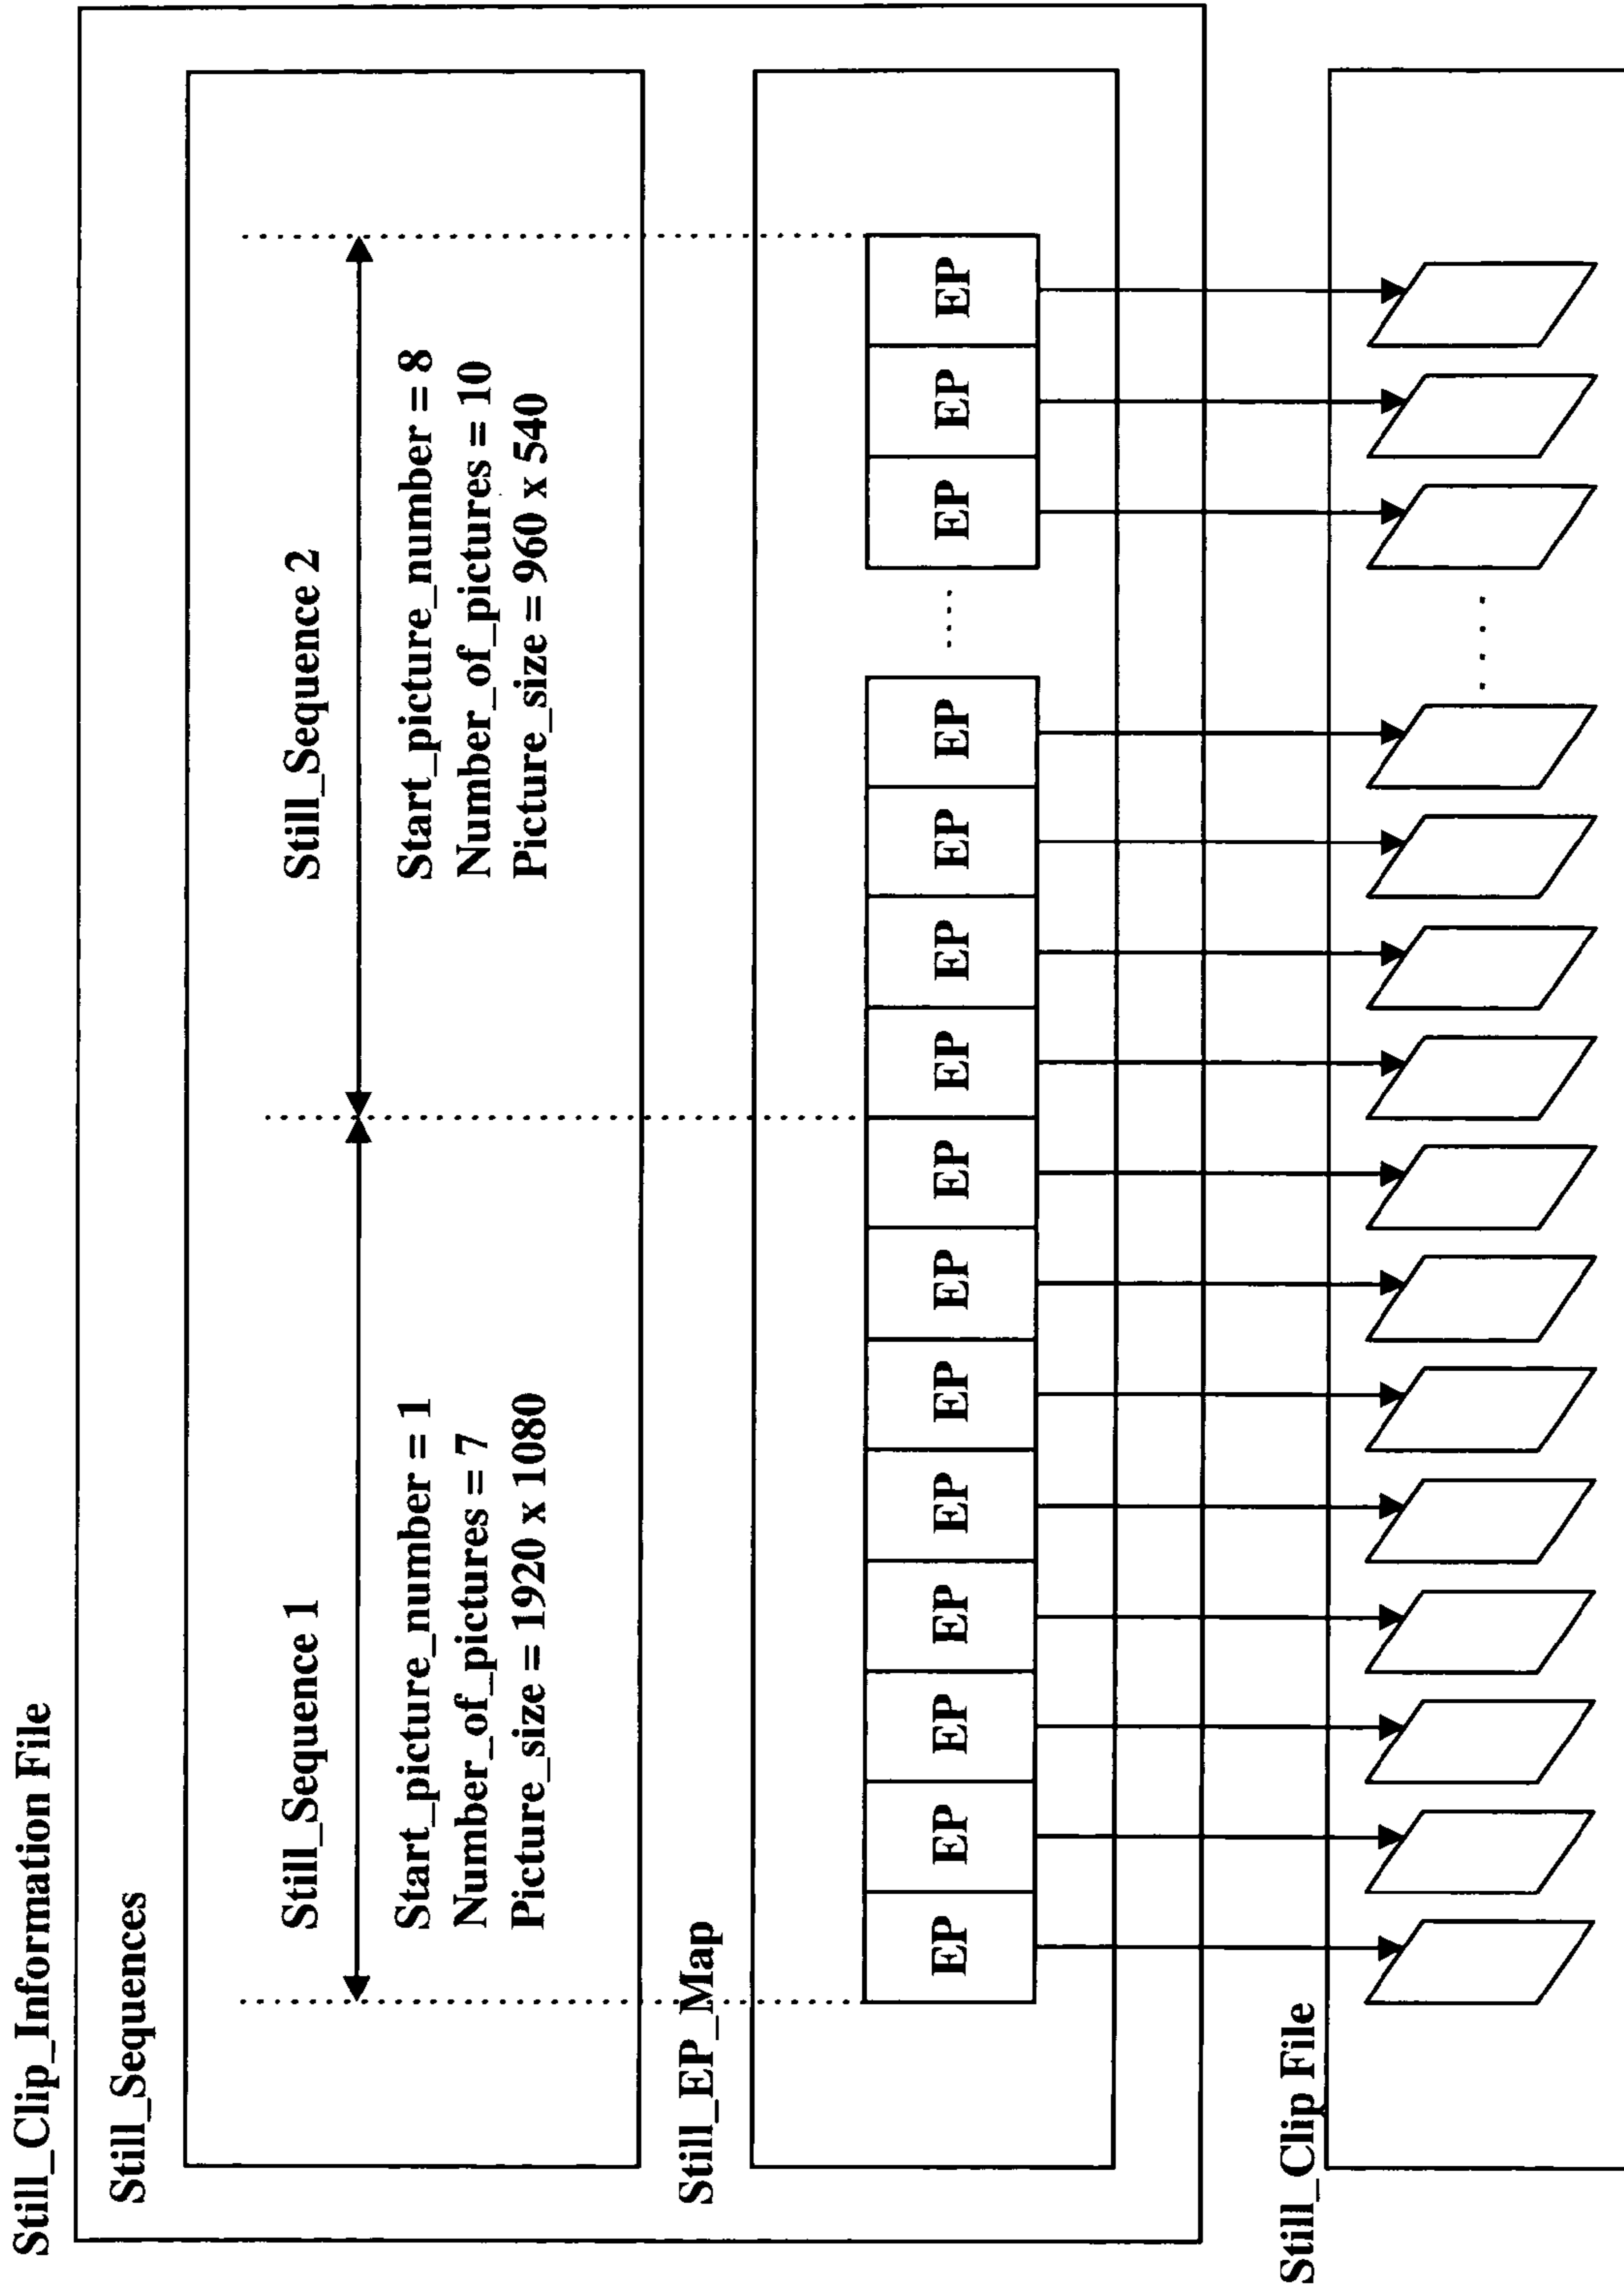 Still_Clip_Information File
Still_Sequences
Still_Sequence 1
Start_picture_number = 1
Number_of_pictures = 7
Picture_size = 1920 x 1080
Still_Sequence 2
Start_picture_number = 8
Number_of_pictures = 10
Picture_size = 960 x 540
Still_EP_Map
EP EP EP EP EP EP EP EP EP EP EP EP ..... EP EP EP
Still_Clip File